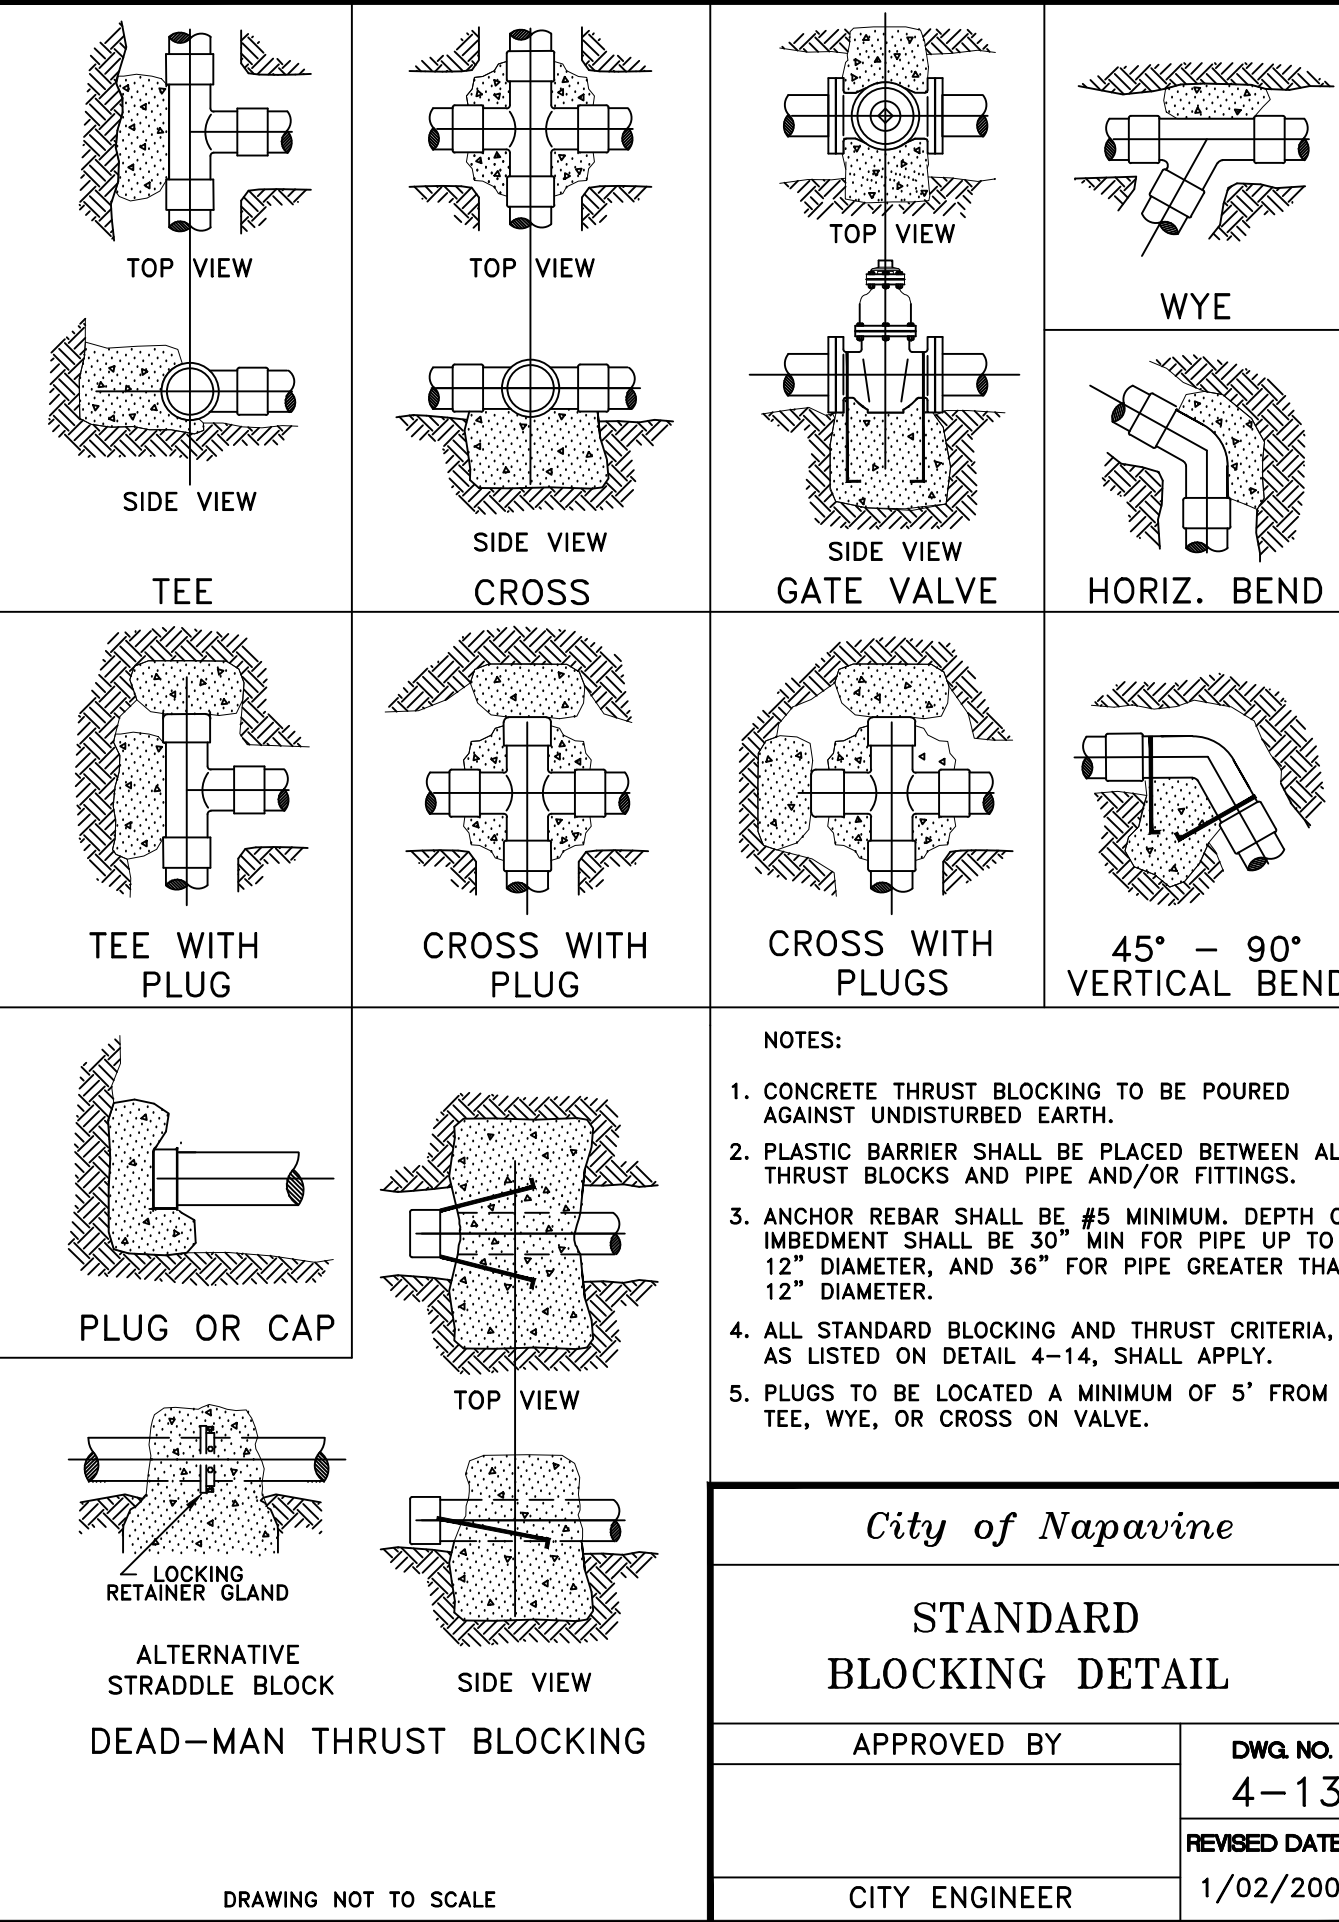 TOP VIEW
SIDE VIEW
TEE
TOP VIEW
SIDE VIEW
CROSS
TOP VIEW
SIDE VIEW
GATE VALVE
WYE
HORIZ. BEND
TEE WITH
PLUG
CROSS WITH
PLUG
CROSS WITH
PLUGS
45° – 90°
VERTICAL BEND
PLUG OR CAP
LOCKING
RETAINER GLAND
ALTERNATIVE
STRADDLE BLOCK
TOP VIEW
SIDE VIEW
DEAD–MAN THRUST BLOCKING
DRAWING NOT TO SCALE
NOTES:
1. CONCRETE THRUST BLOCKING TO BE POURED
AGAINST UNDISTURBED EARTH.
2. PLASTIC BARRIER SHALL BE PLACED BETWEEN AL
THRUST BLOCKS AND PIPE AND/OR FITTINGS.
3. ANCHOR REBAR SHALL BE #5 MINIMUM. DEPTH O
IMBEDMENT SHALL BE 30” MIN FOR PIPE UP TO
12” DIAMETER, AND 36” FOR PIPE GREATER THA
12” DIAMETER.
4. ALL STANDARD BLOCKING AND THRUST CRITERIA,
AS LISTED ON DETAIL 4–14, SHALL APPLY.
5. PLUGS TO BE LOCATED A MINIMUM OF 5’ FROM
TEE, WYE, OR CROSS ON VALVE.
City of Napavine
STANDARD
BLOCKING DETAIL
APPROVED BY
CITY ENGINEER
DWG. NO.
4–13
REVISED DATE
1/02/200